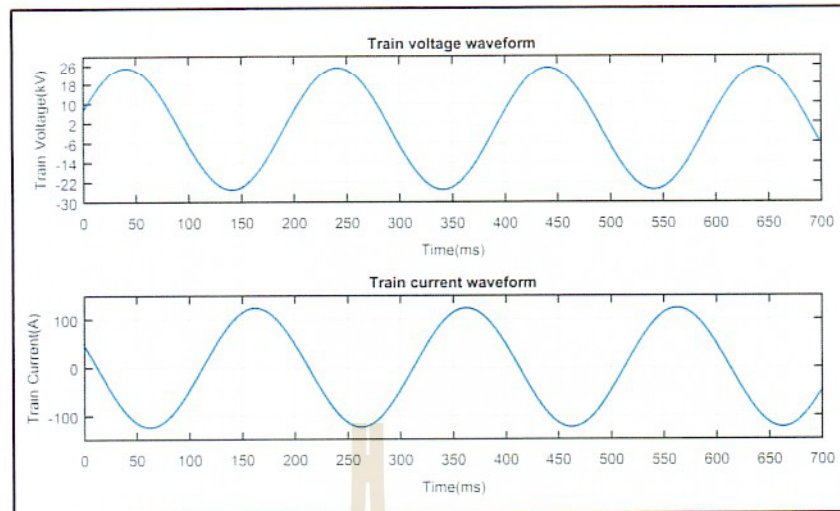 Train voltage waveform
Train Voltage(kV)
26
18
10
2
-6
-14
-22
-30
0 50 100 150 200 250 300 350 400 450 500 550 600 650 700
Time(ms)
Train current waveform
Train Current(A)
100
0
-100
0 50 100 150 200 250 300 350 400 450 500 550 600 650 700
Time(ms)